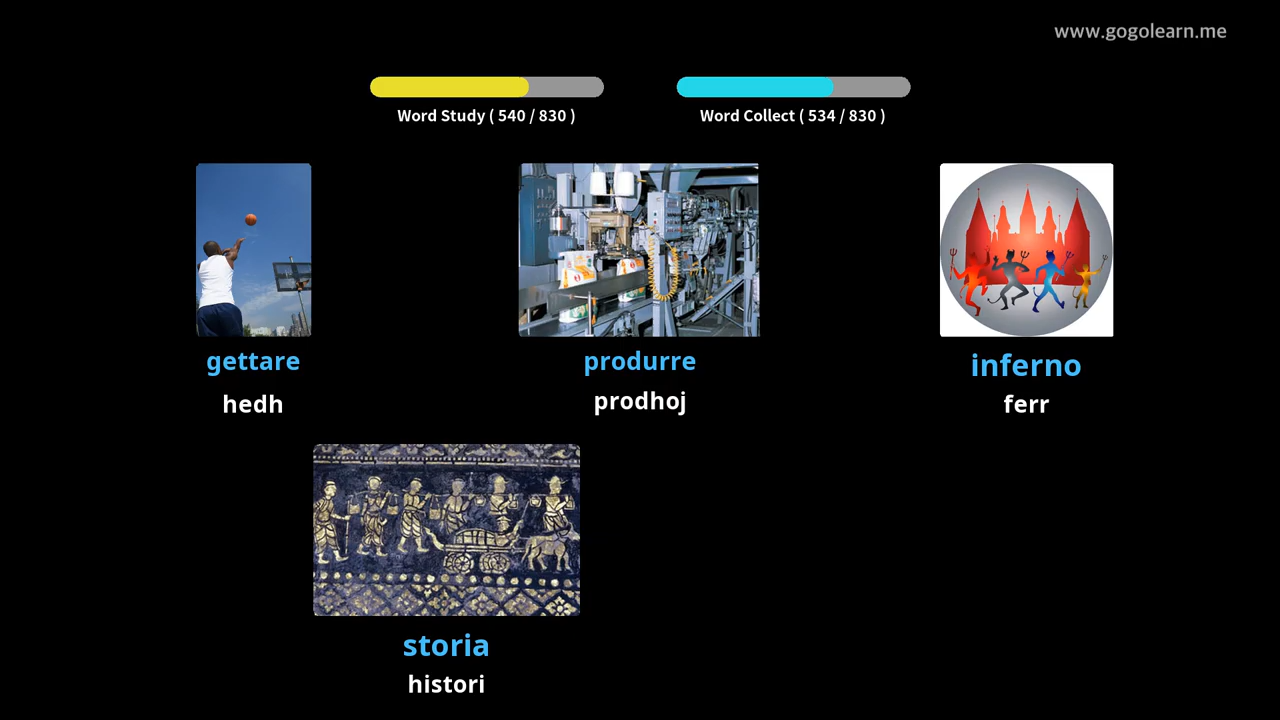 www.gogolearn.me
Word Study ( 540 / 830 )
Word Collect ( 534 / 830 )
gettare
hedh
produrre
prodhoj
inferno
ferr
storia
histori